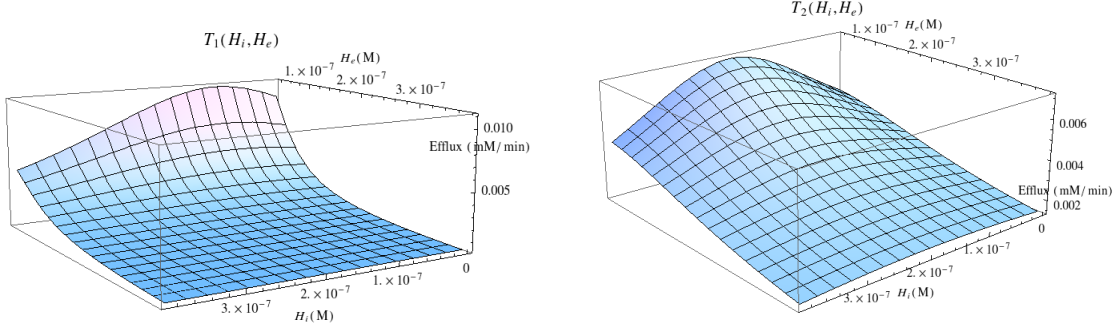 T₁(Hᵢ,Hₑ)
Hₑ(M)
1.×10⁻⁷
2.×10⁻⁷
3.×10⁻⁷
0.010
Efflux (mM/min)
0.005
0
1.×10⁻⁷
2.×10⁻⁷
3.×10⁻⁷
Hᵢ(M)
T₂(Hᵢ,Hₑ)
1.×10⁻⁷
Hₑ(M)
2.×10⁻⁷
3.×10⁻⁷
0.006
0.004
Efflux (mM/min)
0.002
0
1.×10⁻⁷
2.×10⁻⁷
3.×10⁻⁷
Hᵢ(M)